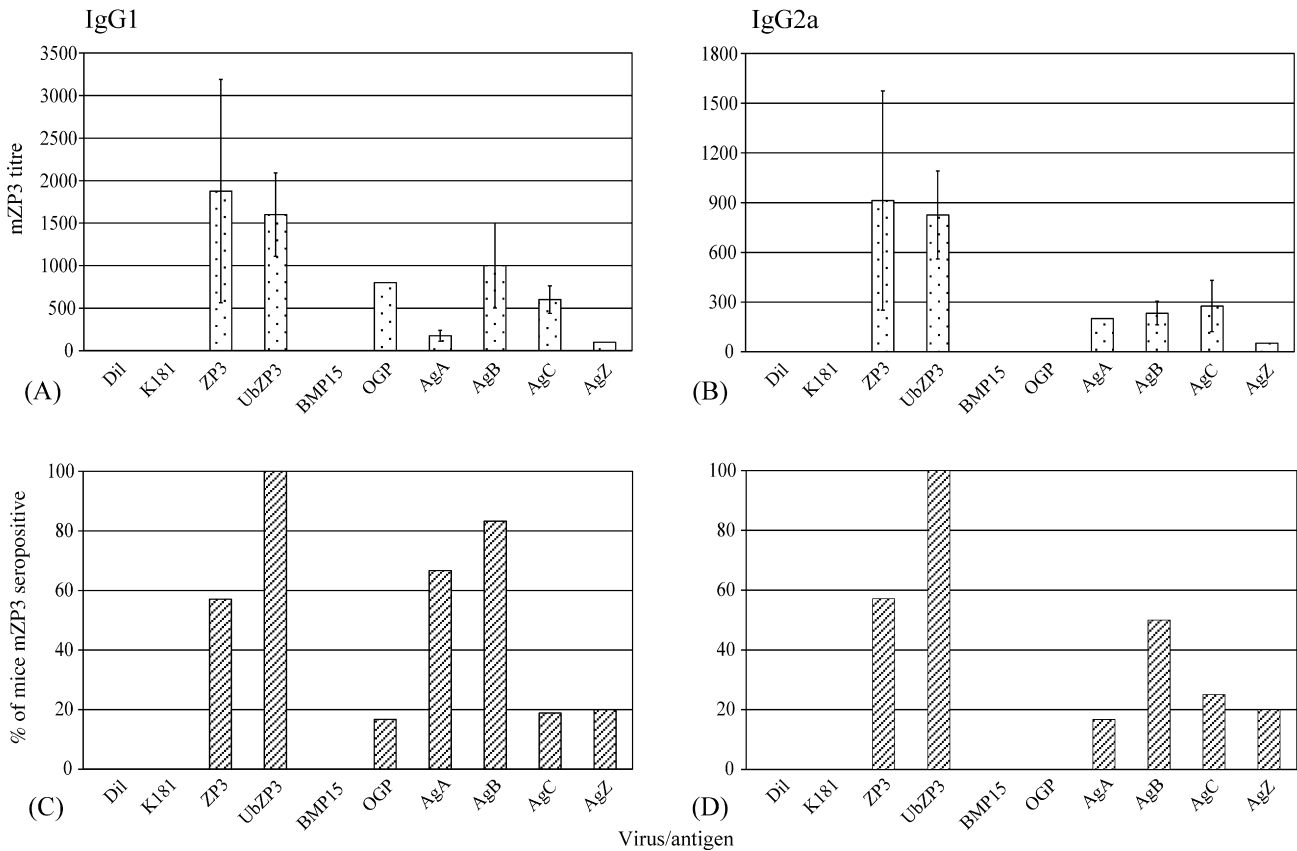 IgG1
IgG2a
mZP3 titre
3500
3000
2500
2000
1500
1000
500
0
Dil
K181
ZP3
UbZP3
BMP15
OGP
AgA
AgB
AgC
AgZ
(A)
1800
1500
1200
900
600
300
0
Dil
K181
ZP3
UbZP3
BMP15
OGP
AgA
AgB
AgC
AgZ
(B)
% of mice mZP3 seropositive
100
80
60
40
20
0
Dil
K181
ZP3
UbZP3
BMP15
OGP
AgA
AgB
AgC
AgZ
(C)
100
80
60
40
20
0
Dil
K181
ZP3
UbZP3
BMP15
OGP
AgA
AgB
AgC
AgZ
(D)
Virus/antigen